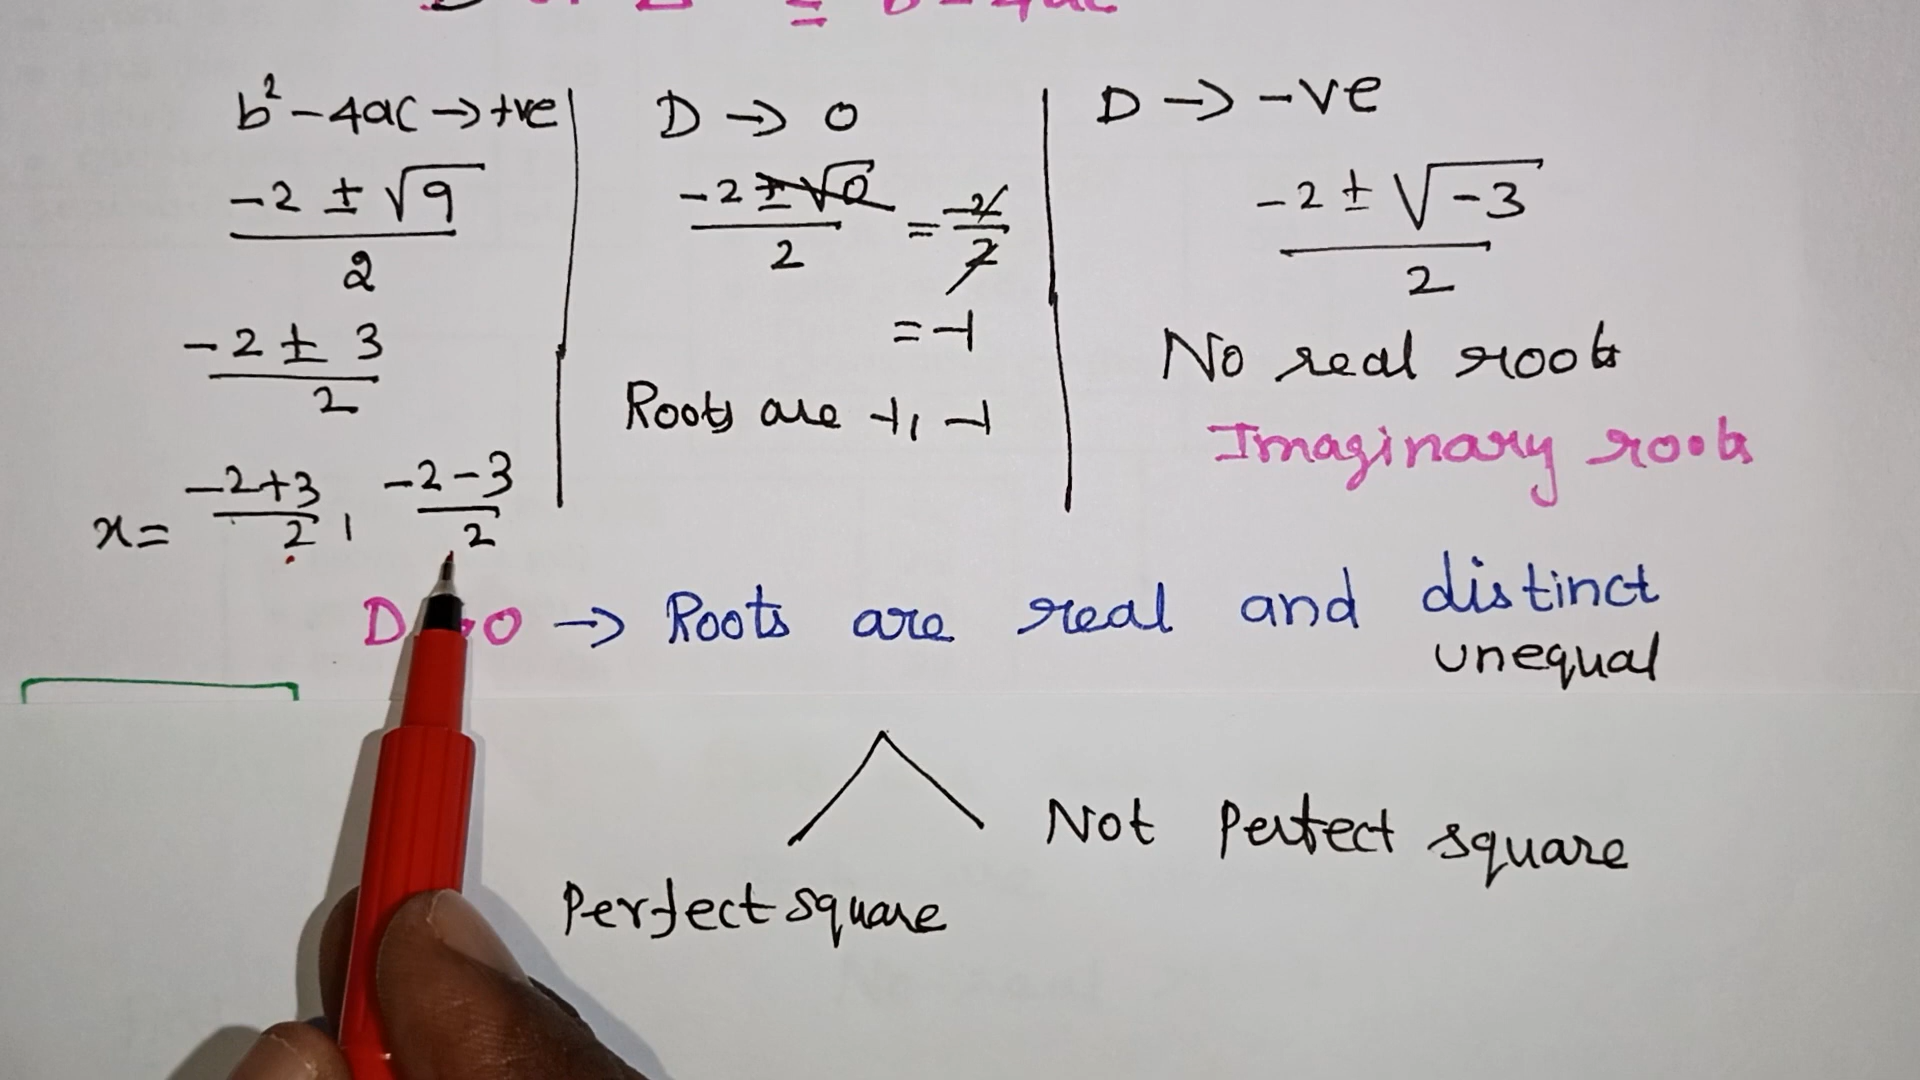 b² - 4ac → +ve
-2 ± √9
2
-2 ± 3
2
x = -2+3 / 2 , -2-3 / 2
D → 0
-2 ± √0 / 2 = -2/2
= -1
Roots are -1, -1
D → -ve
-2 ± √-3
2
No real roots
Imaginary roots
D 0 → Roots are real and distinct
unequal
Not Perfect square
Perfect square